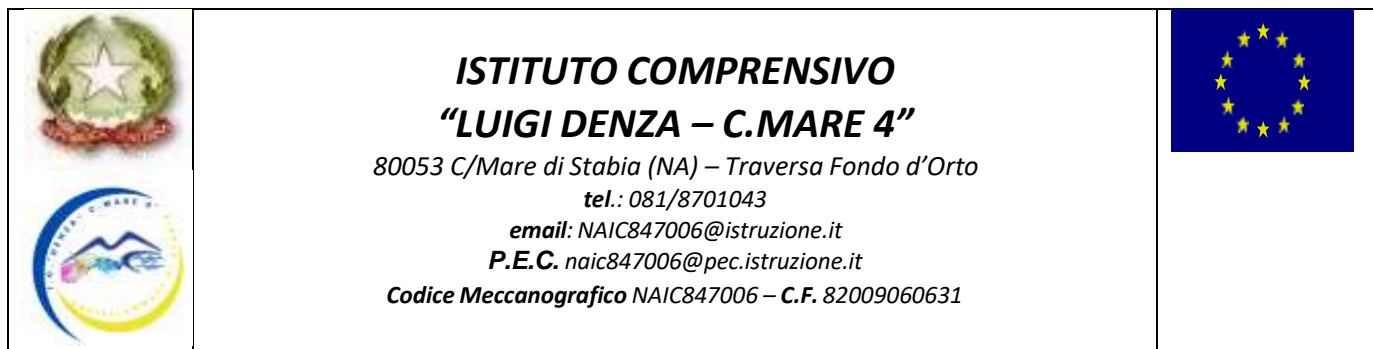 ISTITUTO COMPRENSIVO
“LUIGI DENZA – C.MARE 4”
80053 C/Mare di Stabia (NA) – Traversa Fondo d’Orto
tel.: 081/8701043
email: NAIC847006@istruzione.it
P.E.C. naic847006@pec.istruzione.it
Codice Meccanografico NAIC847006 – C.F. 82009060631